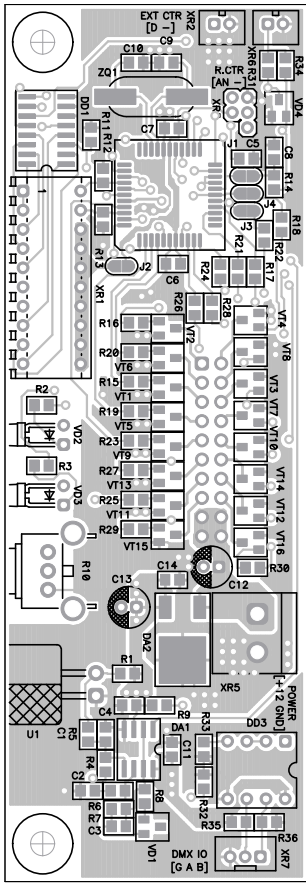 EXT CTR
[D -]
XR2
C10
C9
ZQ1
R.CTR
[AN -]
XR6
R31
R34
VD4
DD1
R11
R12
C7
J1
C5
C8
R14
J4
J3
R18
R13
J2
XR1
C6
R21
R22
R24
R17
R26
R28
R16
VT2
VT4
R20
VT8
VT6
R15
VT3
VT1
R19
VT7
VT5
R2
R23
VT10
VD2
VT9
R3
R27
VT14
VT13
VD3
R25
VT12
VT11
R29
VT16
VT15
R10
C14
R30
C13
C12
DA2
R1
XR5
POWER
[+12 GND]
U1
C1
R5
C4
R9
DA1
R33
DD3
R4
C11
C2
R8
R6
R32
R7
C3
VD1
R35
R36
DMX IO
[G A B]
XR7